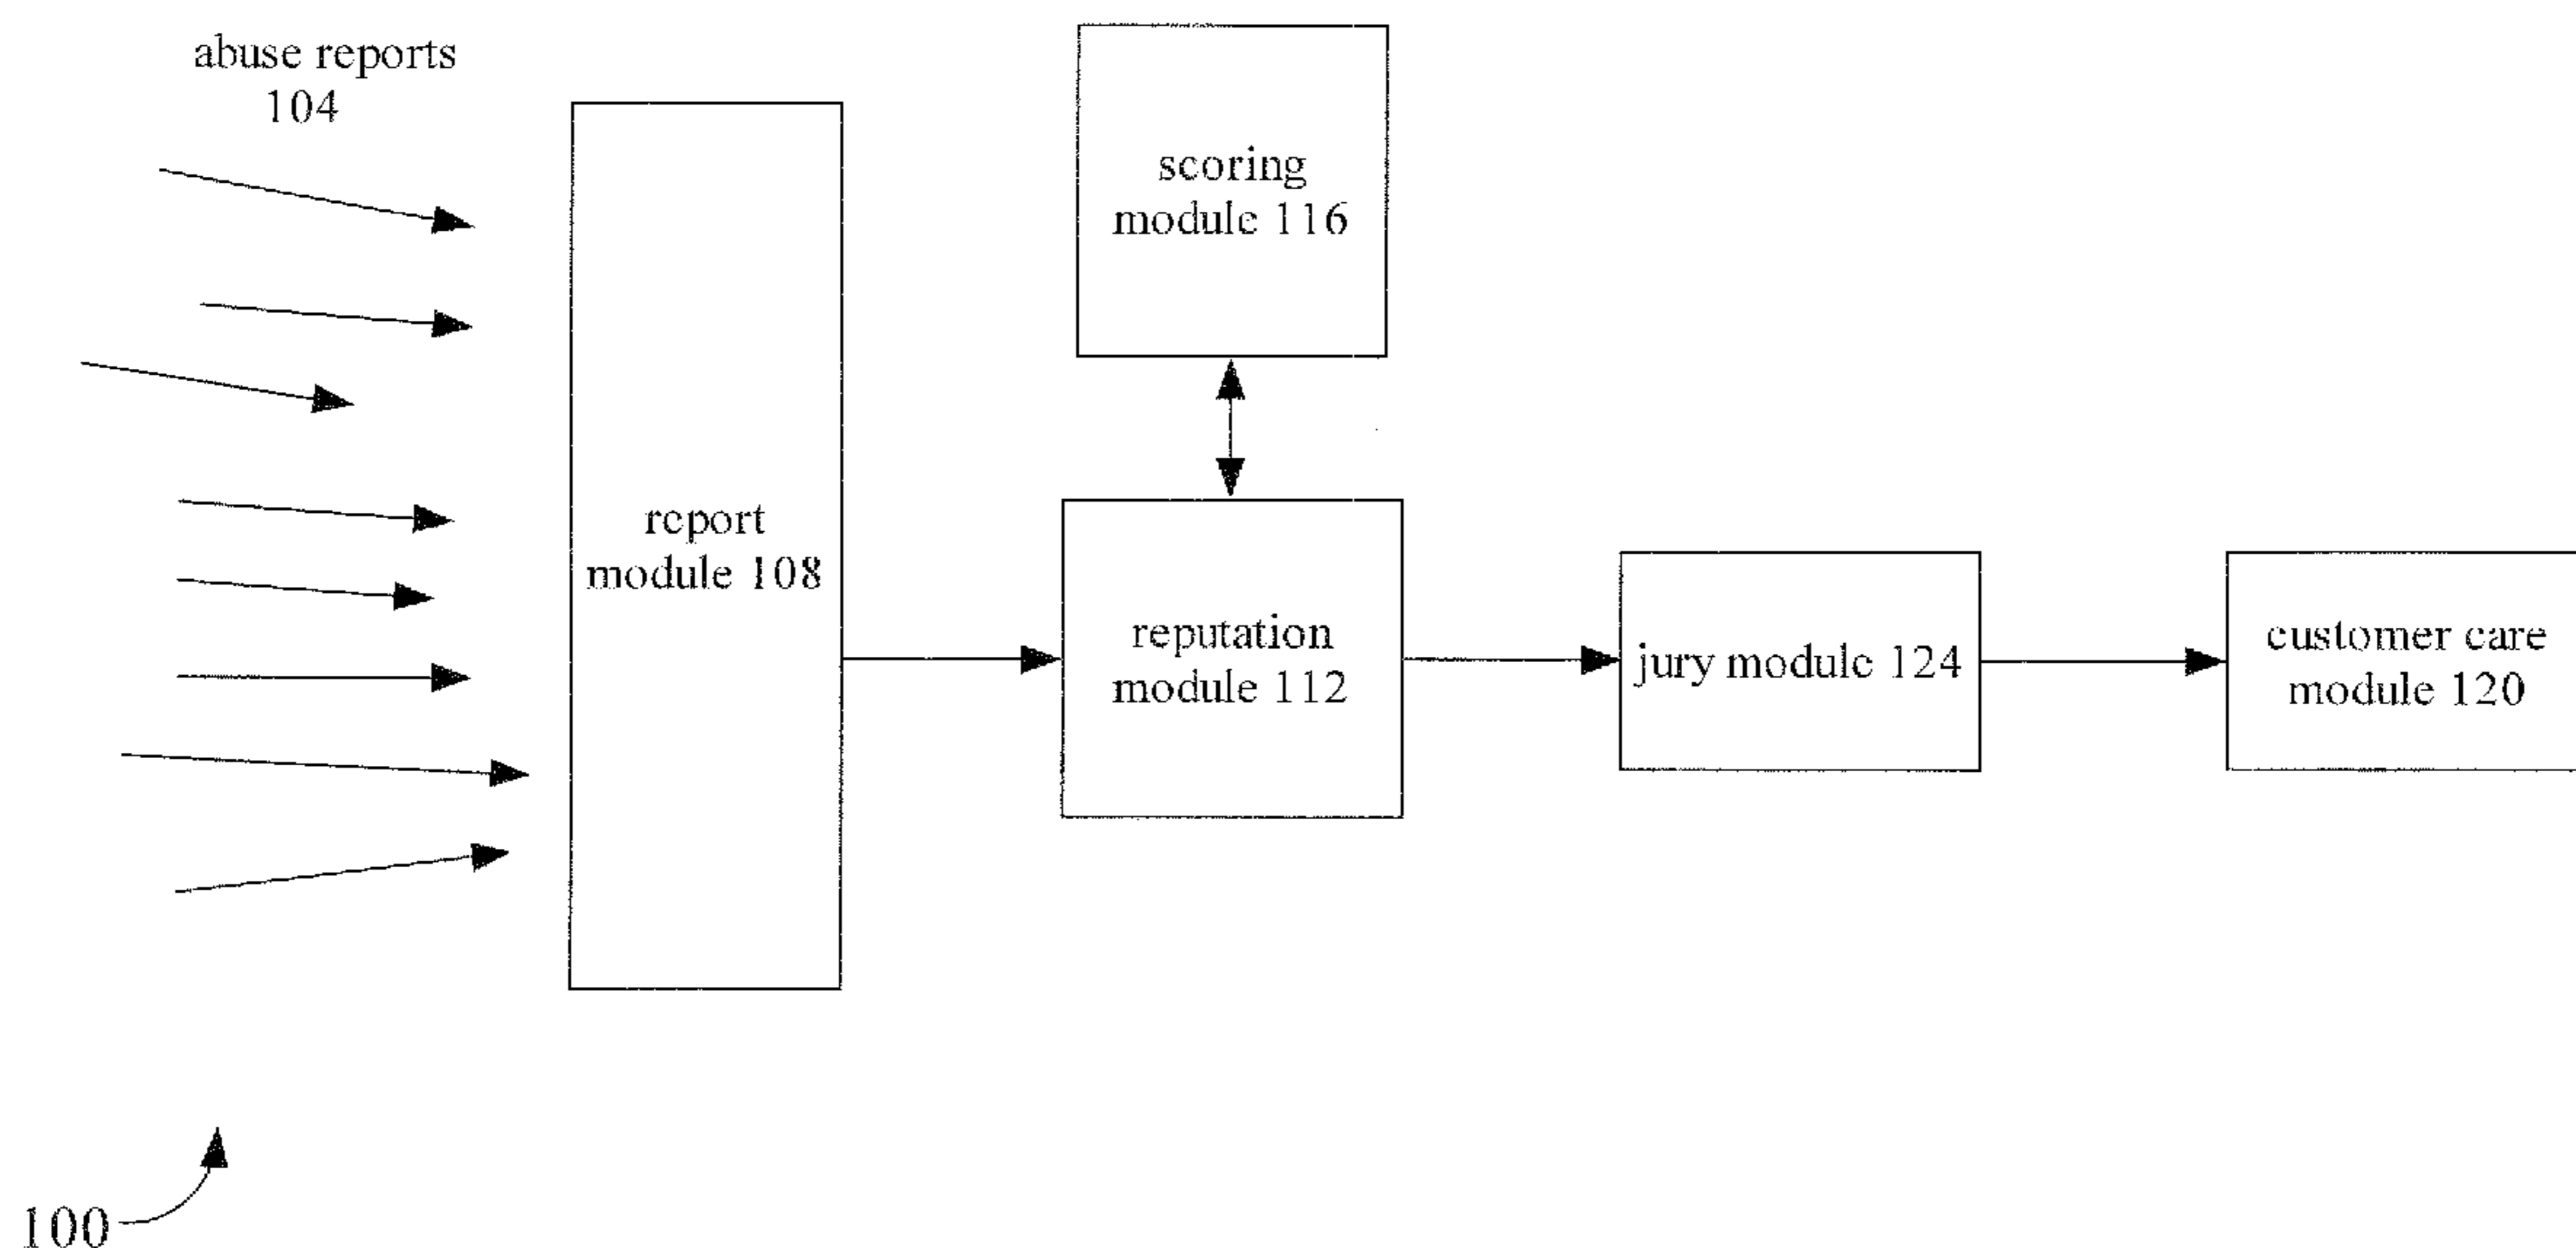 abuse reports
104
scoring
module 116
report
module 108
reputation
module 112
jury module 124
customer care
module 120
100